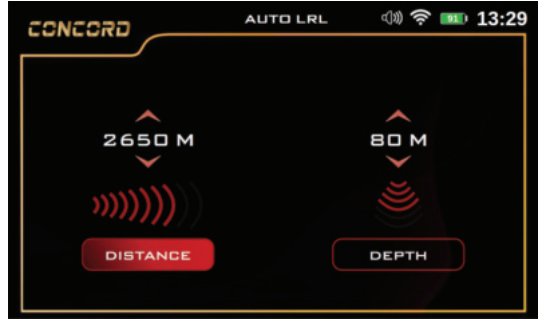 CONCORD
AUTO LRL
91
13:29
2650 M
80 M
DISTANCE
DEPTH